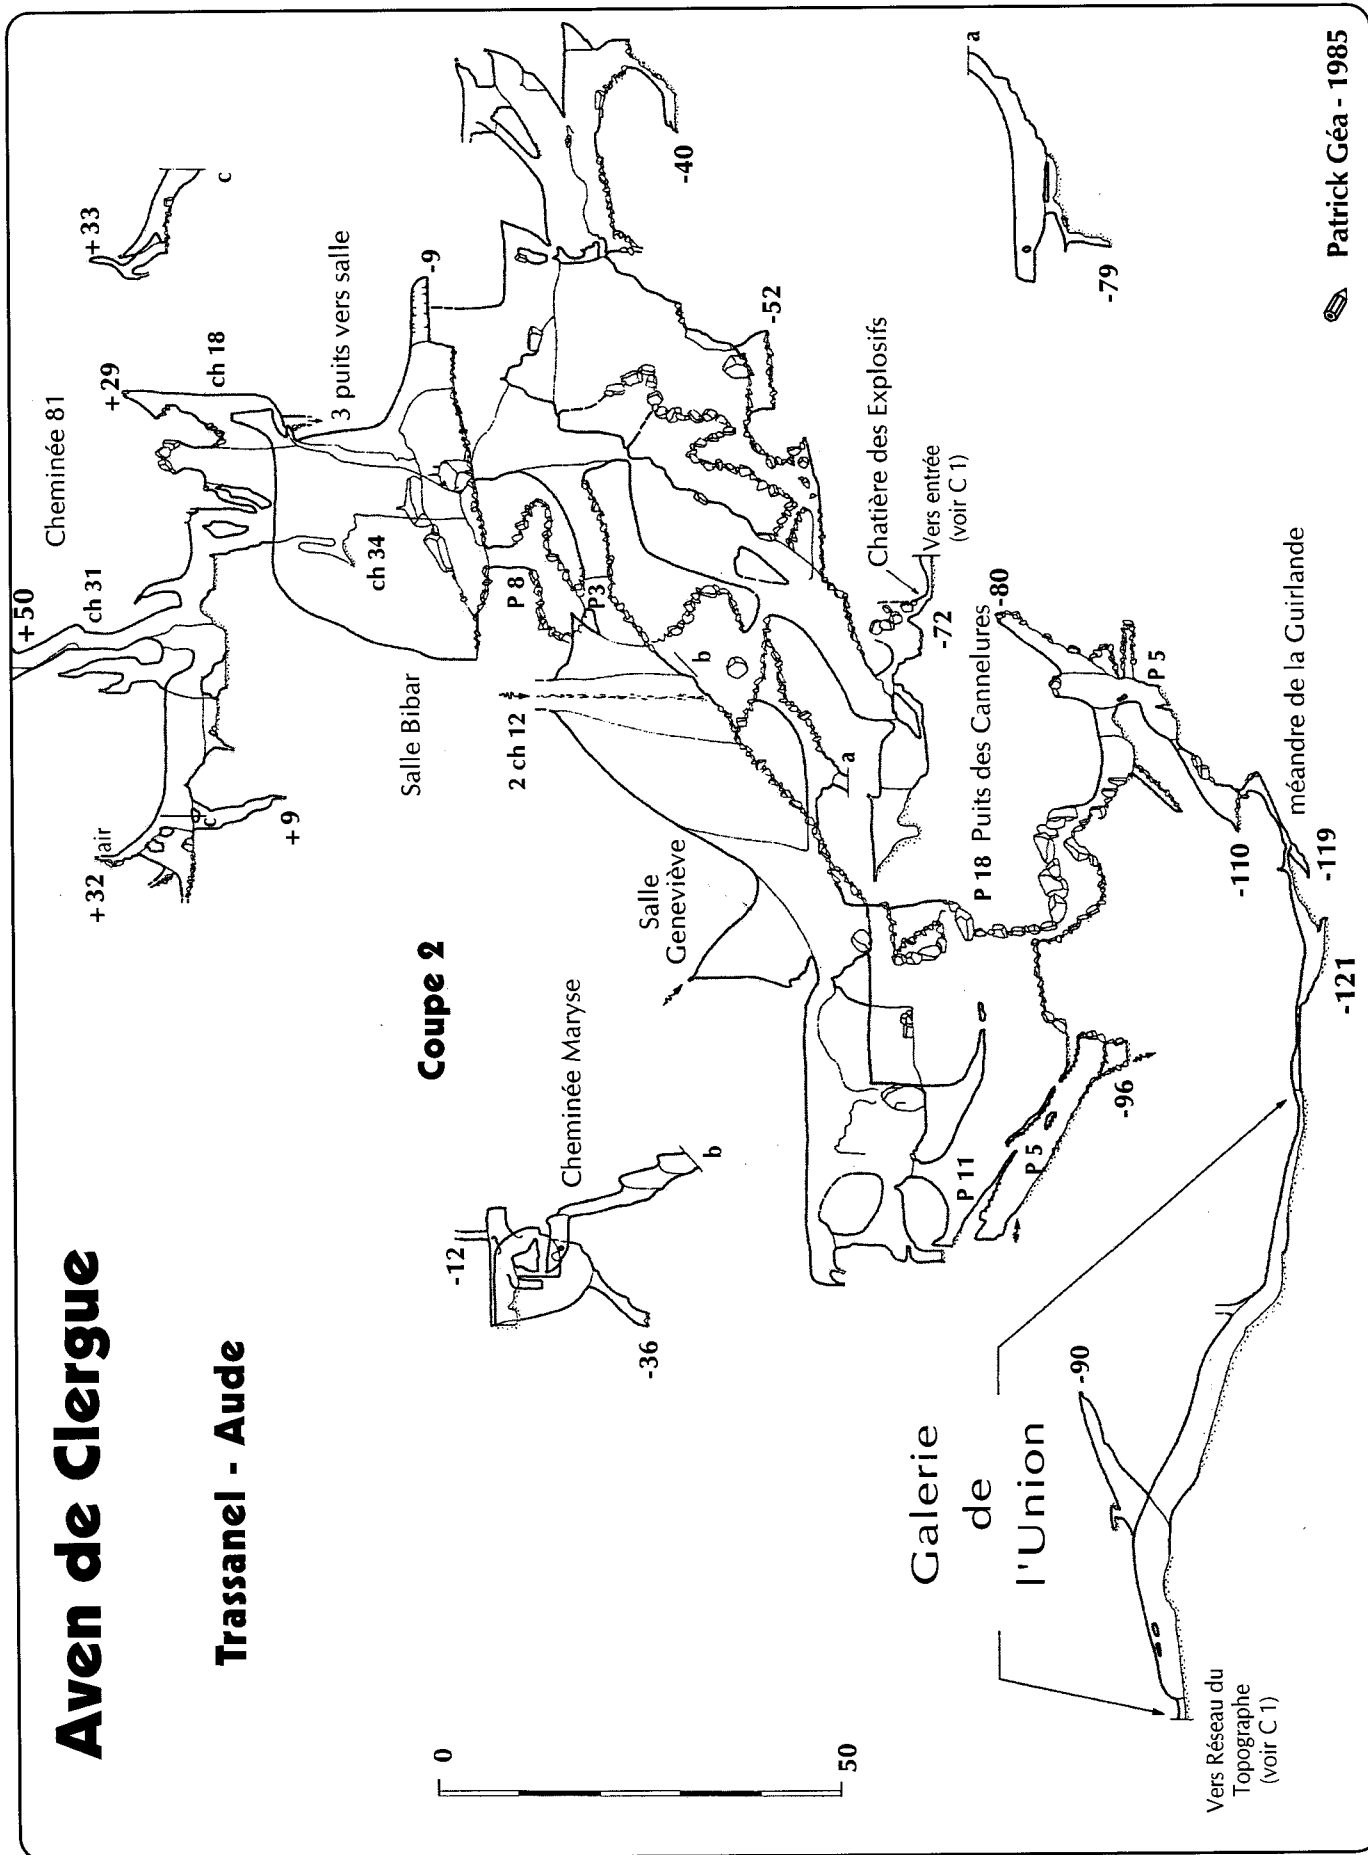 Aven de Clergue
Trassanel - Aude
Coupe 2
+50
Cheminée 81
+29
+33
c
ch 31
ch 18
3 puits vers salle
+32
air
c
+9
Salle Bibar
ch 34
-9
P 8
P3
2 ch 12
b
a
-40
-52
-12
Cheminée Maryse
b
-36
Salle
Geneviève
Chatière des Explosifs
Vers entrée
(voir C 1)
-72
P 18 Puits des Cannelures
-80
P 5
a
-79
P 11
P 5
-96
-110
-119
méandre de la Guirlande
-121
Galerie
de
l'Union
-90
Vers Réseau du
Topographe
(voir C 1)
0
50
Patrick Géa - 1985